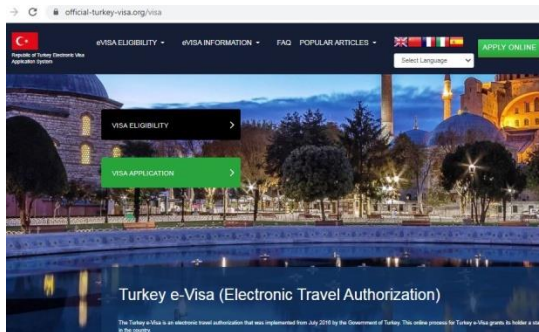 official-turkey-visa.org/visa
eVISA ELIGIBILITY
eVISA INFORMATION
FAQ
POPULAR ARTICLES
Select Language
APPLY ONLINE
Republic of Turkey Electronic Visa
Application System
VISA ELIGIBILITY
VISA APPLICATION
Turkey e-Visa (Electronic Travel Authorization)
The Turkey e-Visa is an electronic travel authorization that was implemented from July 2016 by the Government of Turkey. This online process for Turkey e-Visa grants its holder a
in the country